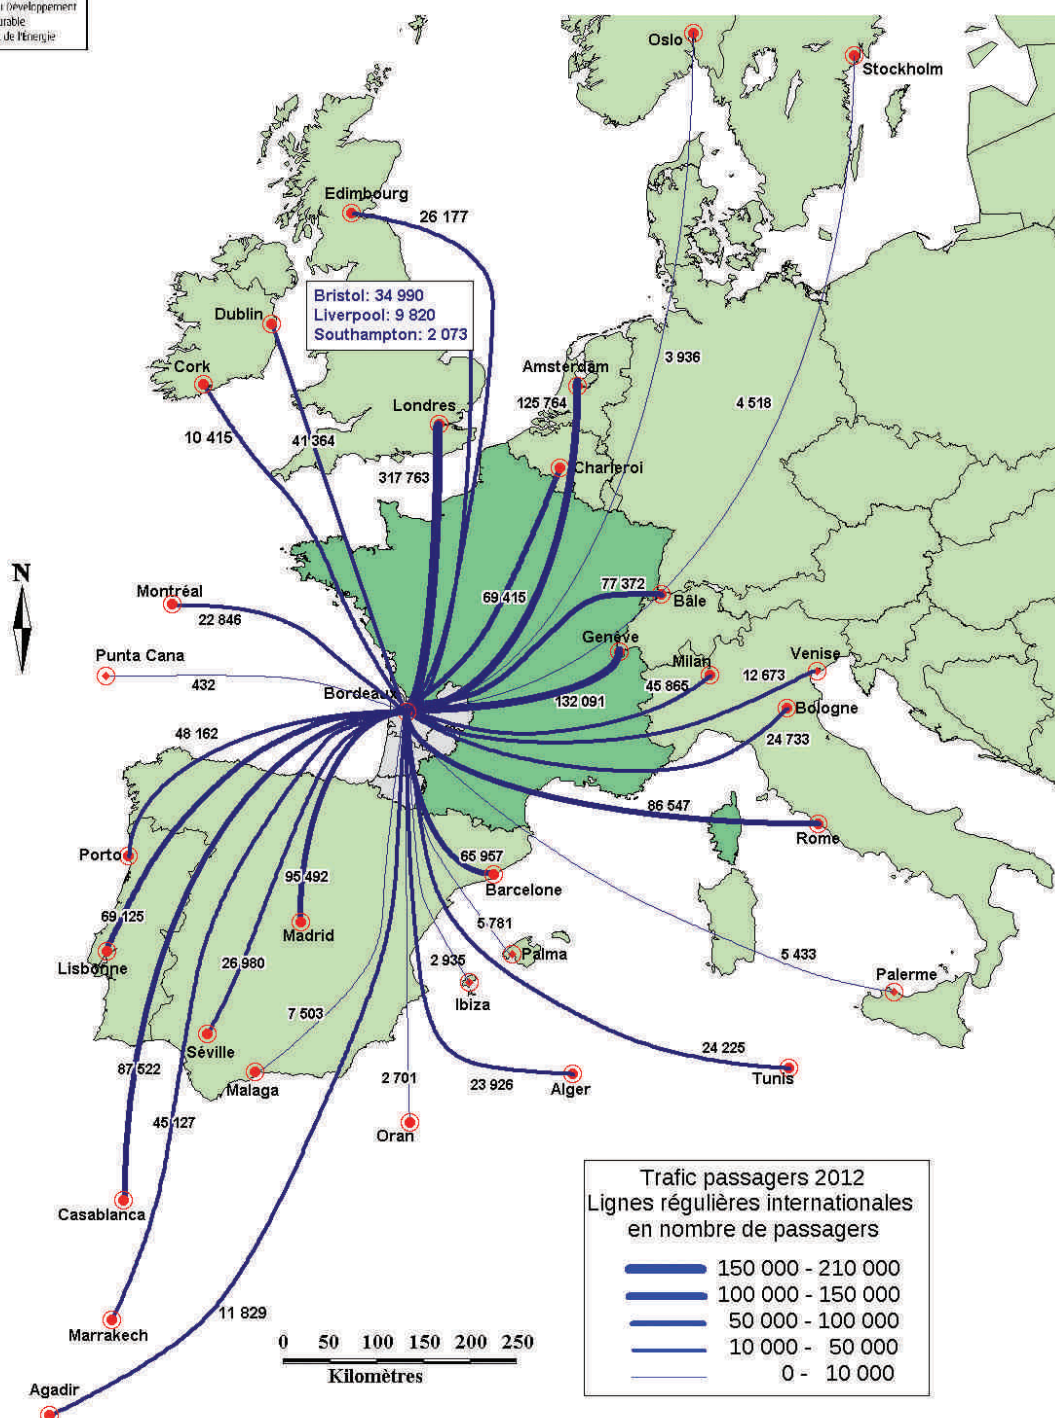 Développement
urable
de l'Énergie
Oslo
Stockholm
Edimbourg
26 177
Bristol: 34 990
Liverpool: 9 820
Southampton: 2 073
Dublin
3 936
Cork
Amsterdam
125 764
4 518
Londres
10 415
41 364
317 763
Charleroi
N
Montréal
22 846
69 415
77 372
Bâle
Genève
Punta Cana
432
Bordeaux
132 091
Milan
45 865
12 673
Venise
Bologne
24 733
48 162
86 547
Rome
Porto
95 492
65 957
Barcelone
69 125
Madrid
5 781
Palma
Lisbonne
26 980
2 935
Ibiza
5 433
Palerme
7 503
Séville
87 522
Malaga
2 701
23 926
Alger
24 225
Tunis
45 127
Oran
Casablanca
Marrakech
11 829
Agadir
0 50 100 150 200 250
Kilomètres
Trafic passagers 2012
Lignes régulières internationales
en nombre de passagers
150 000 - 210 000
100 000 - 150 000
50 000 - 100 000
10 000 - 50 000
0 - 10 000